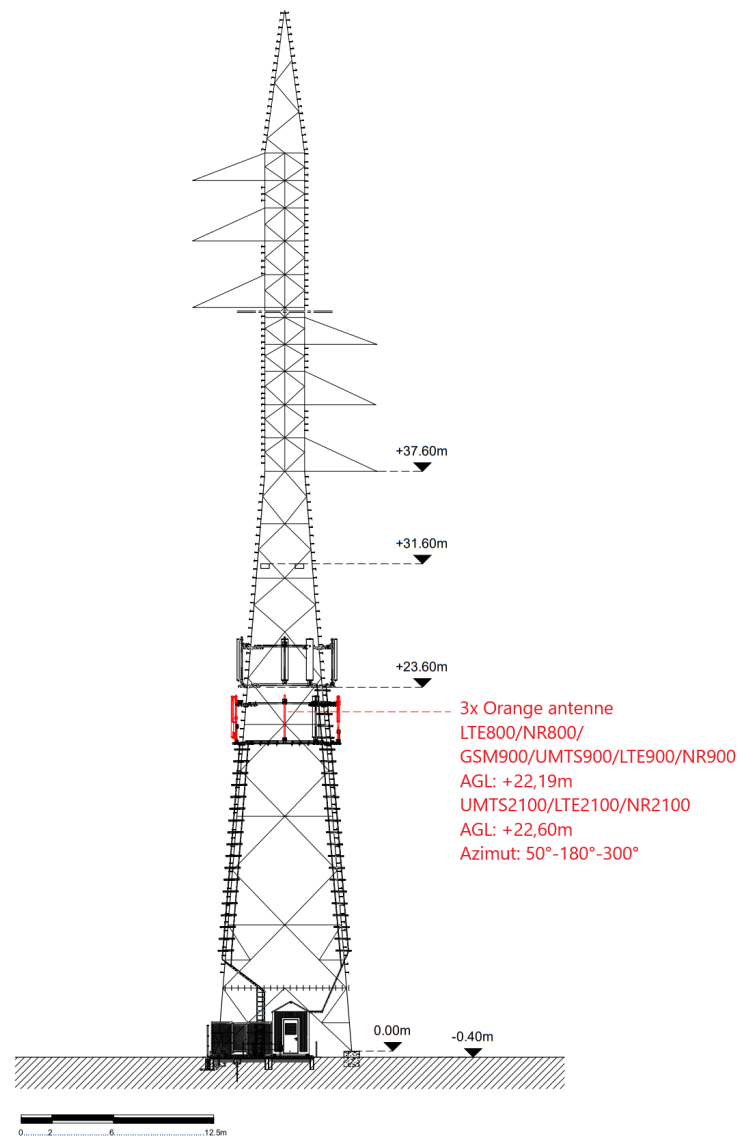 +37.60m
+31.60m
+23.60m
3x Orange antenne
LTE800/NR800/
GSM900/UMTS900/LTE900/NR900
AGL: +22,19m
UMTS2100/LTE2100/NR2100
AGL: +22,60m
Azimut: 50°-180°-300°
0.00m
-0.40m
0 2 6 12.5m